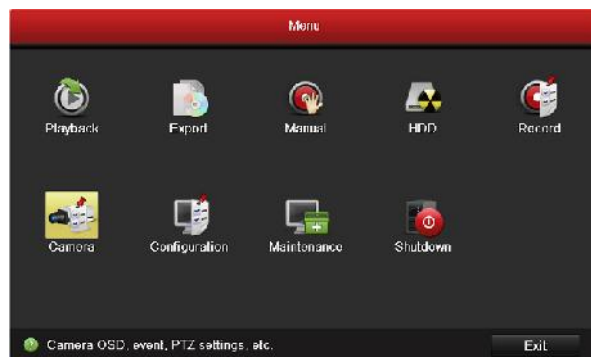 Menu
Playback Export Manual HDD Record
Camera Configuration Maintenance Shutdown
Camera OSD, event, PTZ settings, etc. Exit